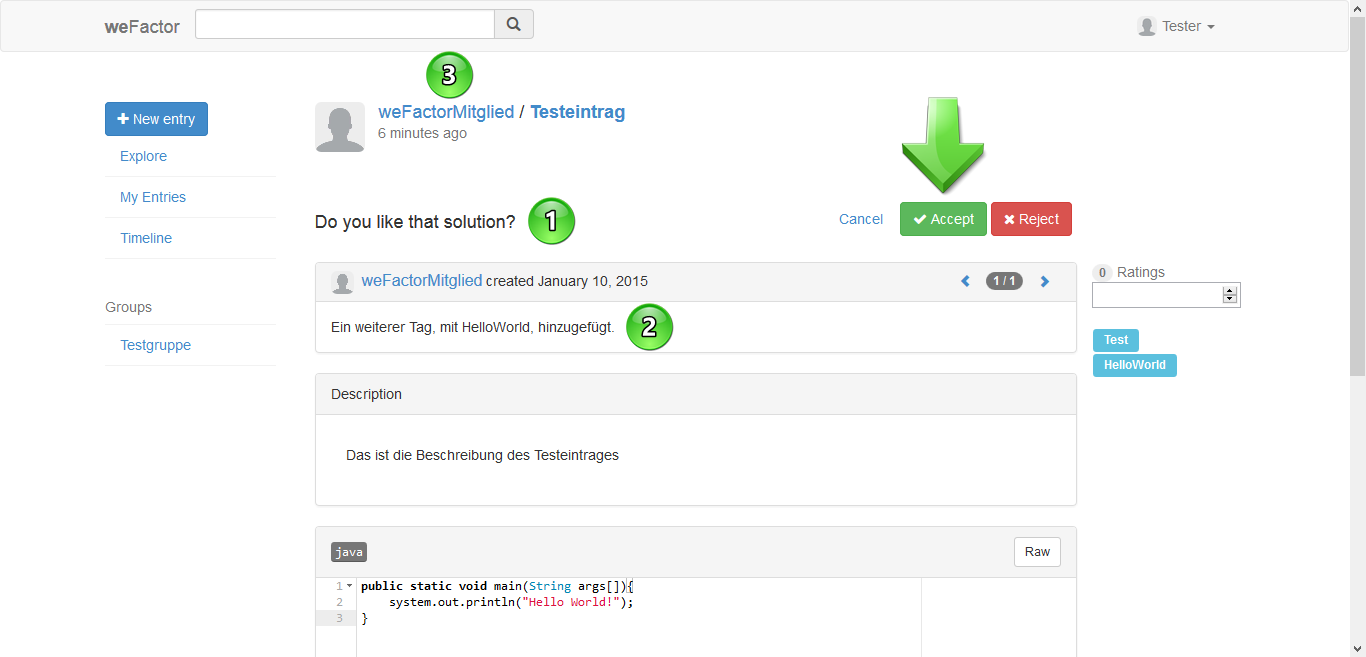 weFactor
Tester
3
New entry
Explore
My Entries
Timeline
Groups
Testgruppe
weFactorMitglied / Testeintrag
6 minutes ago
Do you like that solution?
1
Cancel
Accept
Reject
weFactorMitglied created January 10, 2015
1 / 1
Ein weiterer Tag, mit HelloWorld, hinzugefügt.
2
Description
Das ist die Beschreibung des Testeintrages
java
Raw
1 public static void main(String args[]){
2 system.out.println("Hello World!");
3 }
0 Ratings
Test
HelloWorld